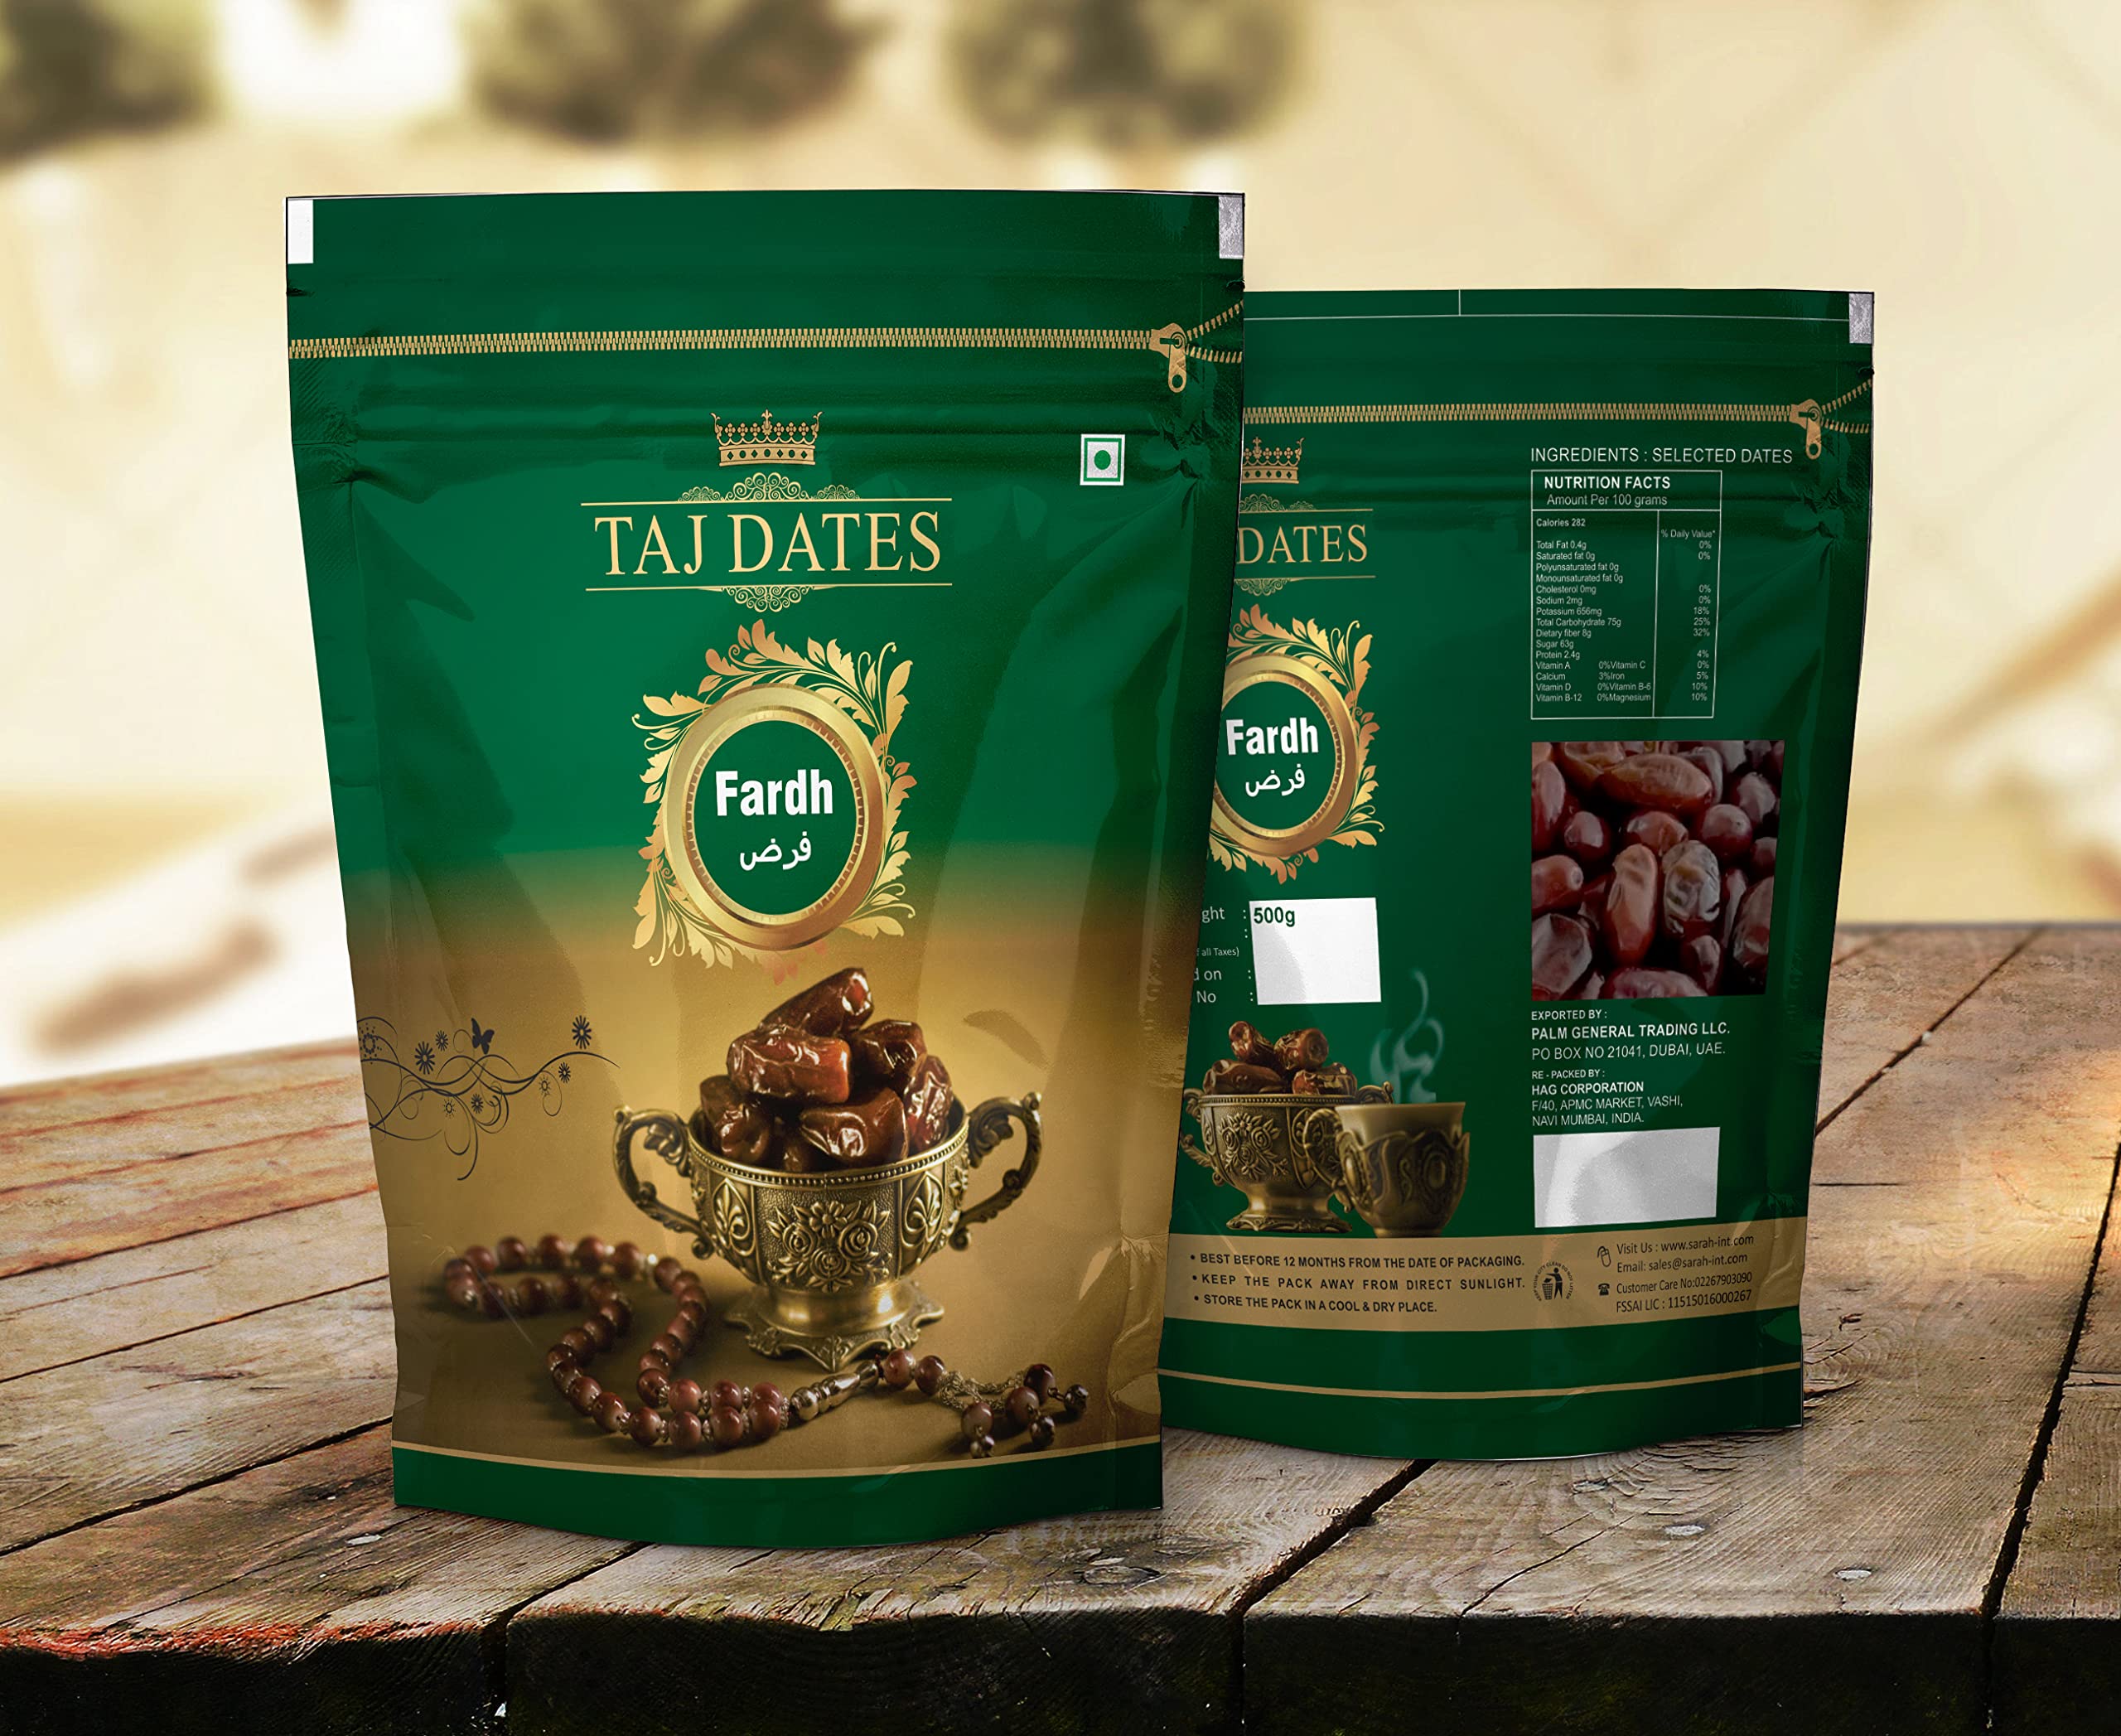 TAJ DATES
Fardh
فرض
DATES
Fardh
فرض
ght : 500g
:
all Taxes)
d on :
No :
INGREDIENTS : SELECTED DATES
NUTRITION FACTS
Amount Per 100 grams
Calories 282
% Daily Value*
Total Fat 0.4g 0%
Saturated fat 0g 0%
Polyunsaturated fat 0g
Monounsaturated fat 0g
Cholesterol 0mg 0%
Sodium 2mg 0%
Potassium 656mg 18%
Total Carbohydrate 75g 25%
Dietary fiber 8g 32%
Sugar 63g
Protein 2.4g 4%
Vitamin A 0%Vitamin C 0%
Calcium 3%Iron 5%
Vitamin D 0%Vitamin B-6 10%
Vitamin B-12 0%Magnesium 10%
EXPORTED BY :
PALM GENERAL TRADING LLC.
PO BOX NO 21041, DUBAI, UAE.
RE - PACKED BY :
HAG CORPORATION
F/40, APMC MARKET, VASHI,
NAVI MUMBAI, INDIA.
• BEST BEFORE 12 MONTHS FROM THE DATE OF PACKAGING.
• KEEP THE PACK AWAY FROM DIRECT SUNLIGHT.
• STORE THE PACK IN A COOL & DRY PLACE.
Visit Us : www.sarah-int.com
Email: sales@sarah-int.com
Customer Care No:02267903090
FSSAI LIC : 11515016000267